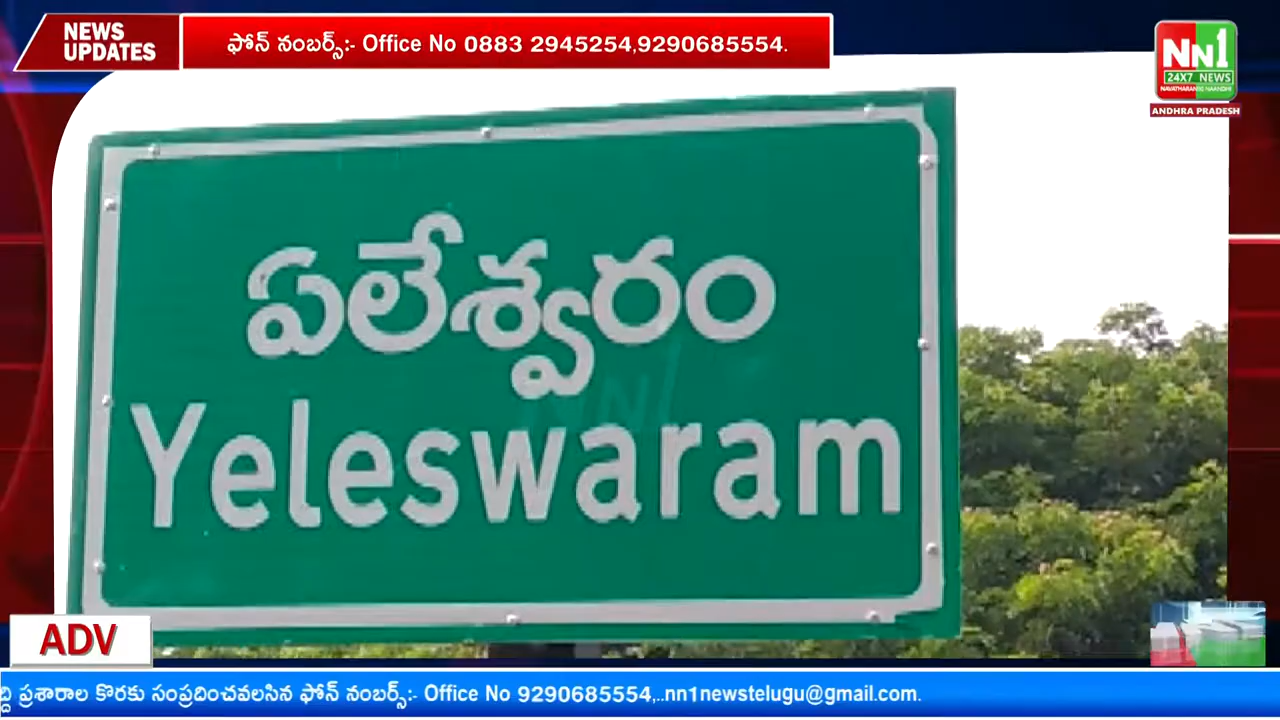 NEWS
UPDATES
ఫోన్ నంబర్స్:- Office No 0883 2945254,9290685554.
NN1
24X7 NEWS
ANDHRA PRADESH
ఏలేశ్వరం
Yeleswaram
NN1
ADV
ప్రశారాల కొరకు సంప్రదించవలసిన ఫోన్ నంబర్స్:- Office No 9290685554,..nn1newstelugu@gmail.com.